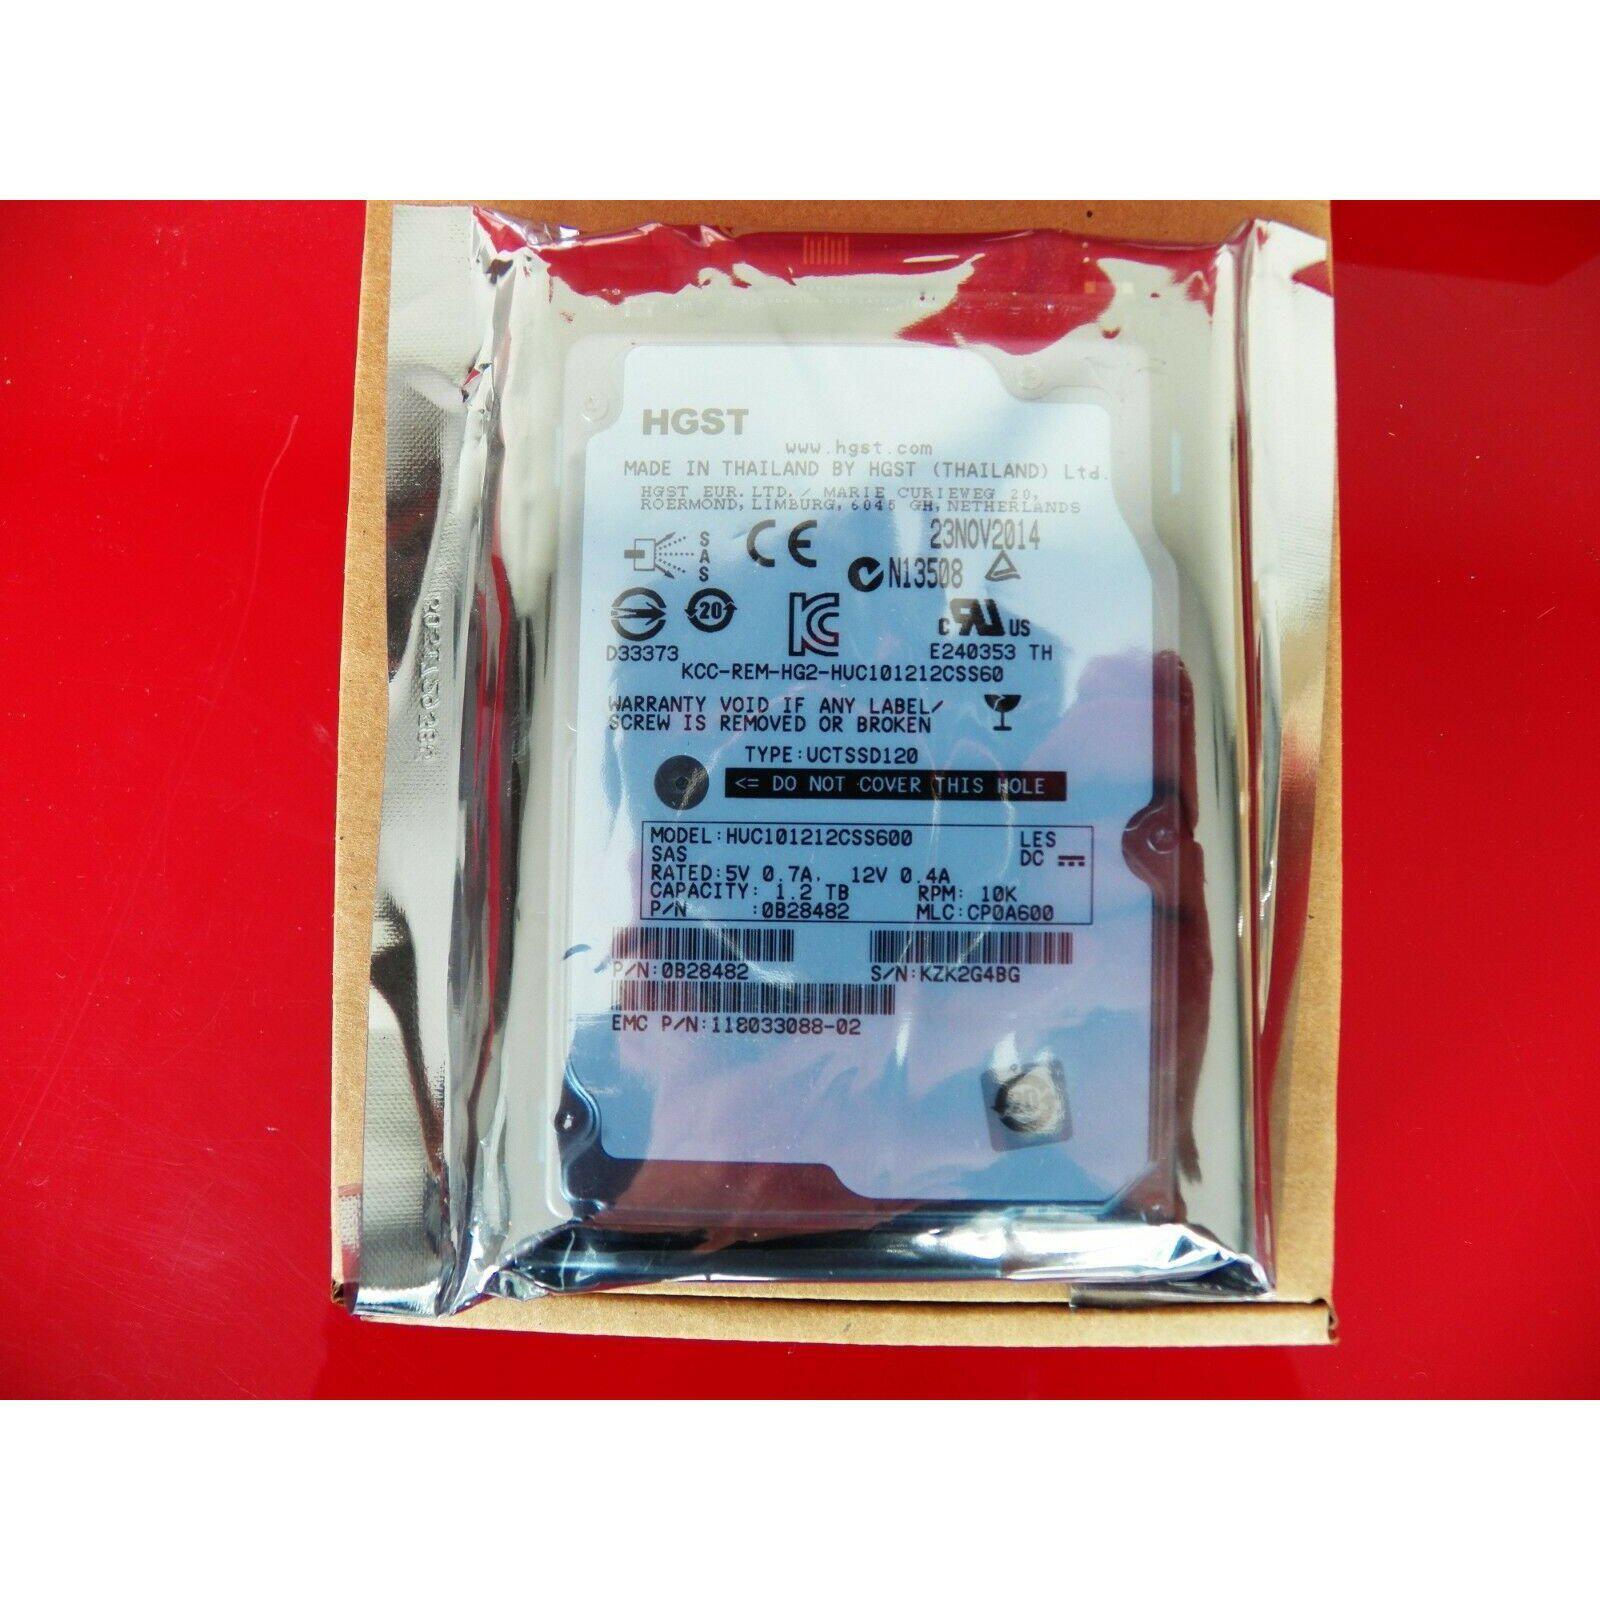 HGST
www.hgst.com
MADE IN THAILAND BY HGST (THAILAND) Ltd.
HGST EUR. LTD. / MARIE CURIEWEG 20,
ROERMOND, LIMBURG, 6045 GH, NETHERLANDS
SAS
CE
23NOV2014
N13508
20
D33373
C UL US
E240353 TH
KCC-REM-HG2-HUC101212CSS60
WARRANTY VOID IF ANY LABEL/
SCREW IS REMOVED OR BROKEN
TYPE:UCTSSD120
<= DO NOT COVER THIS HOLE
MODEL:HUC101212CSS600 LES
SAS DC
RATED:5V 0.7A, 12V 0.4A
CAPACITY: 1.2 TB RPM: 10K
P/N :0B28482 MLC:CP0A600
P/N:0B28482 S/N:KZK2G4BG
EMC P/N:118033088-02